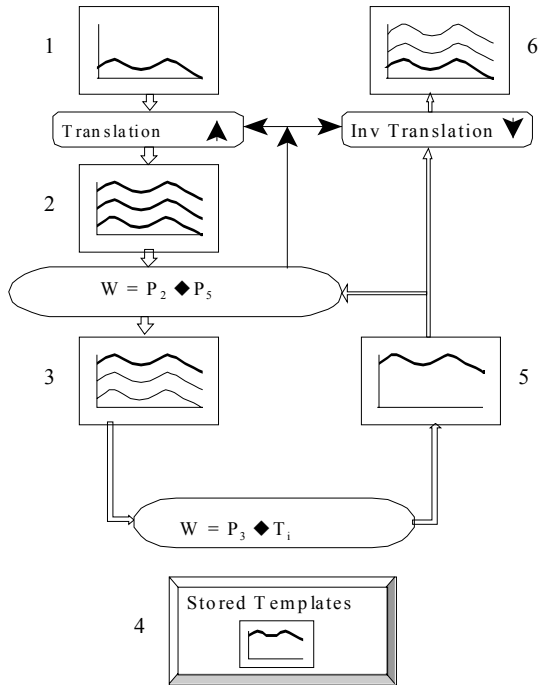 1
6
Translation
Inv Translation
2
W = P₂ ◆ P₅
3
5
W = P₃ ◆ Tᵢ
4
Stored Templates